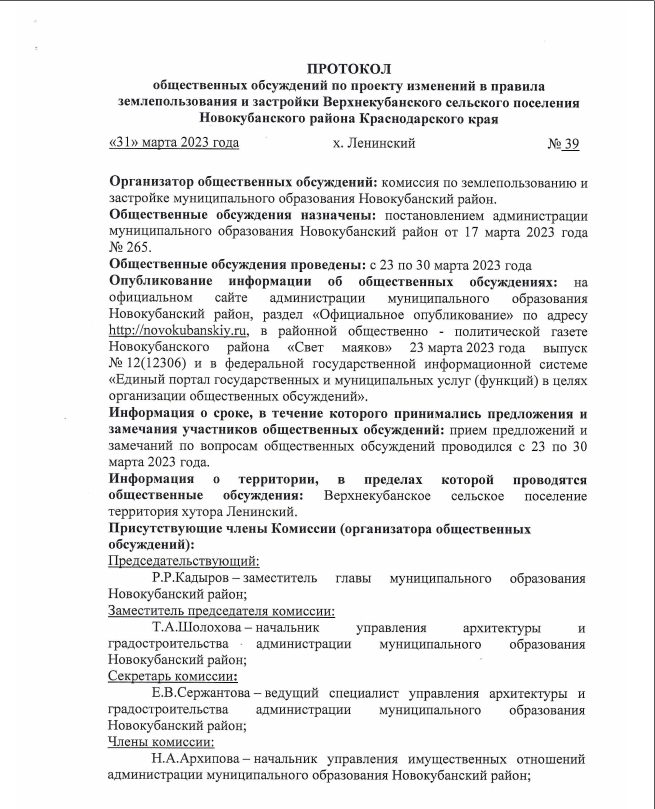 ПРОТОКОЛ
общественных обсуждений по проекту изменений в правила
землепользования и застройки Верхнекубанского сельского поселения
Новокубанского района Краснодарского края
«31» марта 2023 года х. Ленинский № 39
Организатор общественных обсуждений: комиссия по землепользованию и
застройке муниципального образования Новокубанский район.
Общественные обсуждения назначены: постановлением администрации
муниципального образования Новокубанский район от 17 марта 2023 года
№ 265.
Общественные обсуждения проведены: с 23 по 30 марта 2023 года
Опубликование информации об общественных обсуждениях: на
официальном сайте администрации муниципального образования
Новокубанский район, раздел «Официальное опубликование» по адресу
http://novokubanskiy.ru, в районной общественно - политической газете
Новокубанского района «Свет маяков» 23 марта 2023 года выпуск
№ 12(12306) и в федеральной государственной информационной системе
«Единый портал государственных и муниципальных услуг (функций) в целях
организации общественных обсуждений».
Информация о сроке, в течение которого принимались предложения и
замечания участников общественных обсуждений: прием предложений и
замечаний по вопросам общественных обсуждений проводился с 23 по 30
марта 2023 года.
Информация о территории, в пределах которой проводятся
общественные обсуждения: Верхнекубанское сельское поселение
территория хутора Ленинский.
Присутствующие члены Комиссии (организатора общественных
обсуждений):
Председательствующий:
Р.Р.Кадыров – заместитель главы муниципального образования
Новокубанский район;
Заместитель председателя комиссии:
Т.А.Шолохова – начальник управления архитектуры и
градостроительства администрации муниципального образования
Новокубанский район;
Секретарь комиссии:
Е.В.Сержантова – ведущий специалист управления архитектуры и
градостроительства администрации муниципального образования
Новокубанский район;
Члены комиссии:
Н.А.Архипова – начальник управления имущественных отношений
администрации муниципального образования Новокубанский район;